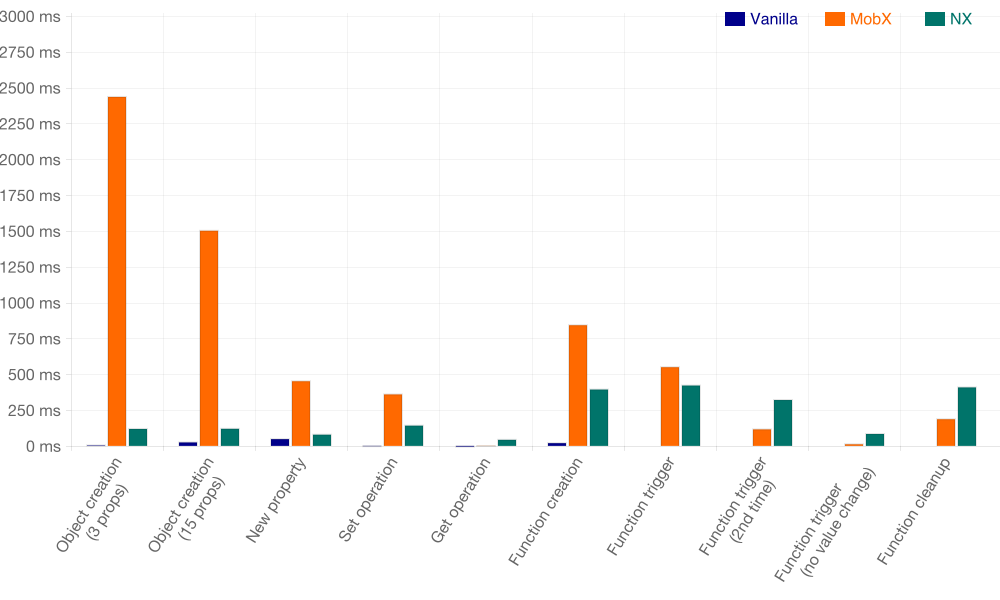 Vanilla MobX NX
3000 ms
2750 ms
2500 ms
2250 ms
2000 ms
1750 ms
1500 ms
1250 ms
1000 ms
750 ms
500 ms
250 ms
0 ms
Object creation
(3 props)
Object creation
(15 props)
New property
Set operation
Get operation
Function creation
Function trigger
Function trigger
(2nd time)
Function trigger
(no value change)
Function cleanup